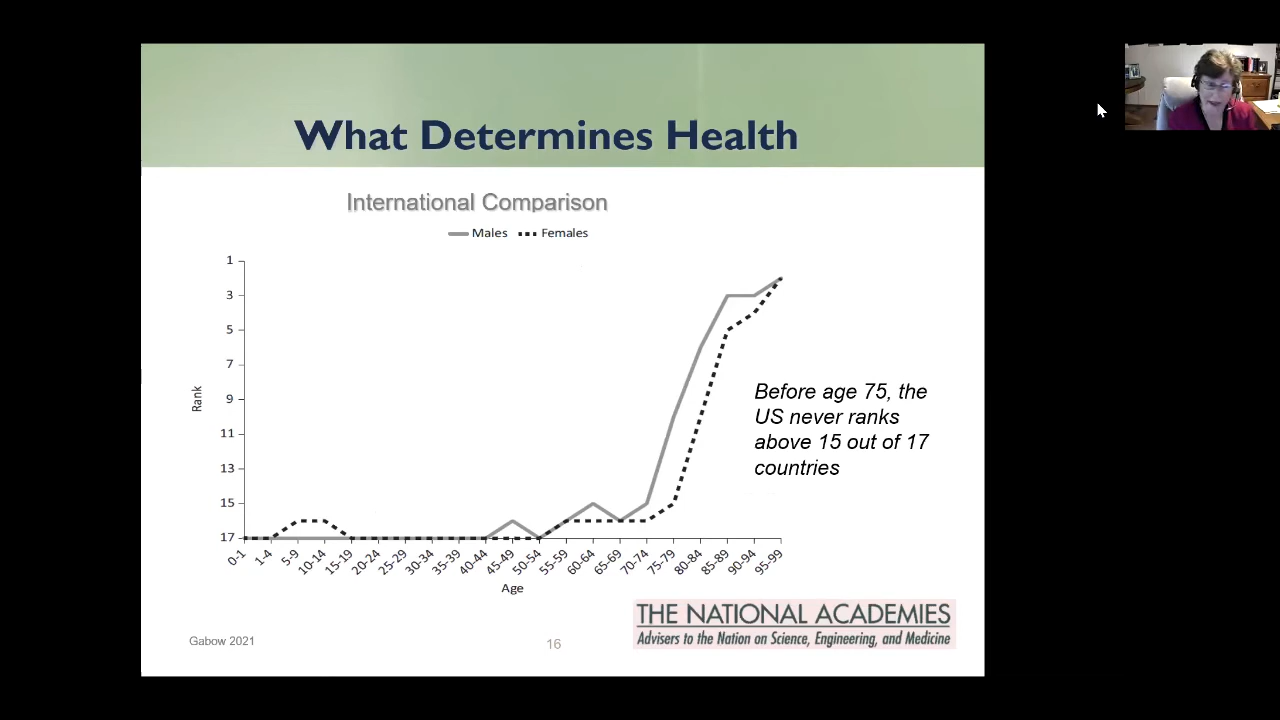 What Determines Health
International Comparison
Males Females
1
3
5
7
9
11
13
15
17
Rank
0-1 1-4 5-9 10-14 15-19 20-24 25-29 30-34 35-39 40-44 45-49 50-54 55-59 60-64 65-69 70-74 75-79 80-84 85-89 90-94 95-99
Age
Before age 75, the
US never ranks
above 15 out of 17
countries
THE NATIONAL ACADEMIES
Advisers to the Nation on Science, Engineering, and Medicine
Gabow 2021
16